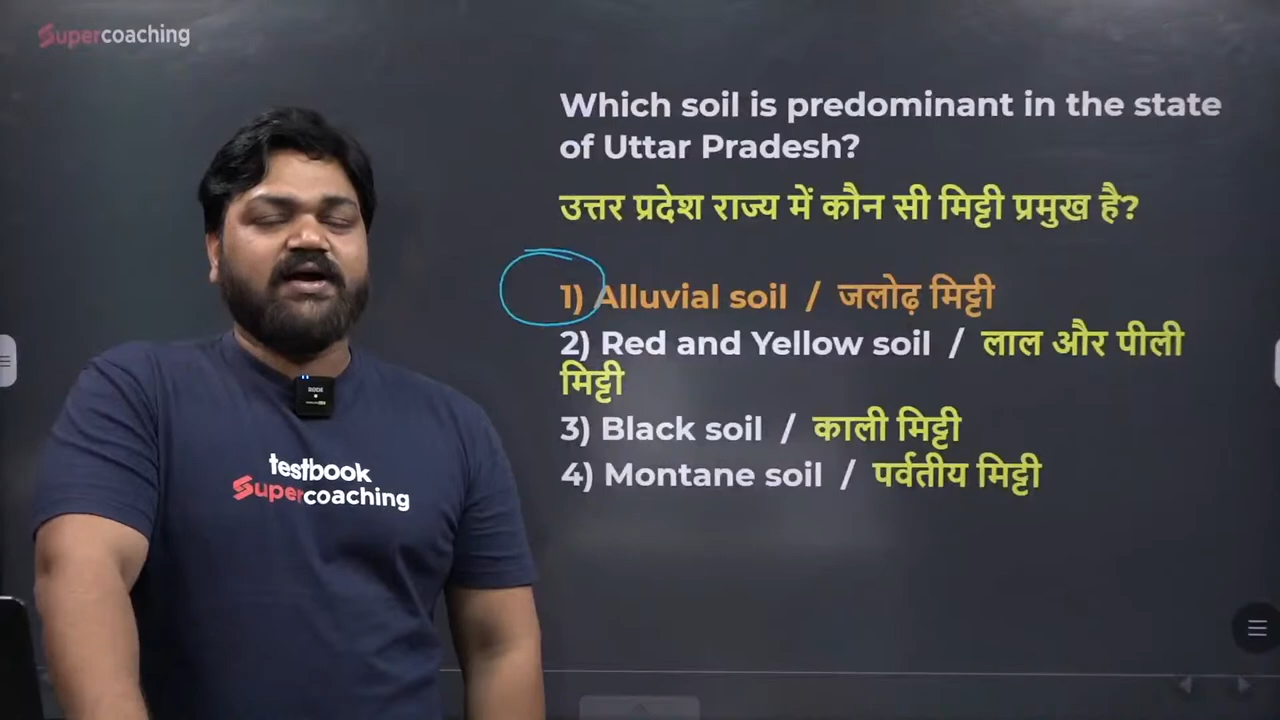 Supercoaching
Which soil is predominant in the state
of Uttar Pradesh?
उत्तर प्रदेश राज्य में कौन सी मिट्टी प्रमुख है?
1) Alluvial soil / जलोढ़ मिट्टी
2) Red and Yellow soil / लाल और पीली
मिट्टी
3) Black soil / काली मिट्टी
4) Montane soil / पर्वतीय मिट्टी
RODE
testbook
Supercoaching